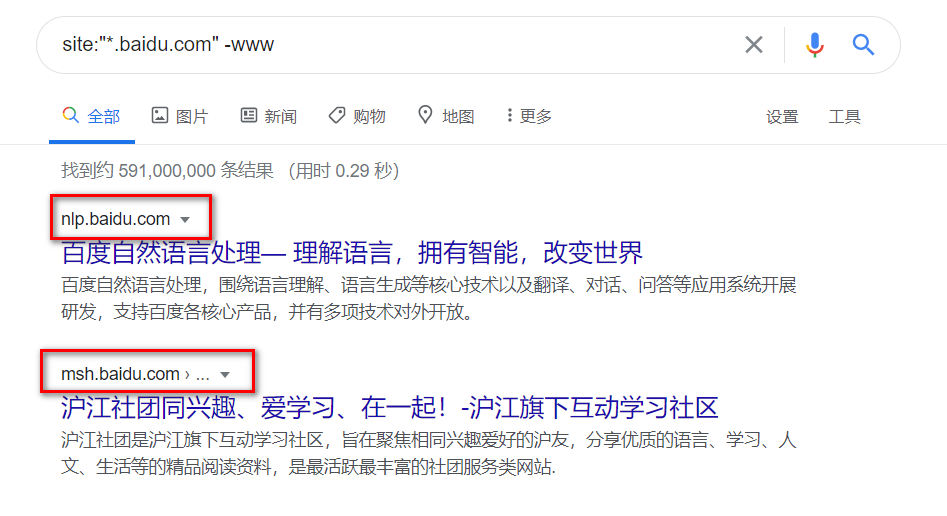 site:"*.baidu.com" -www
全部 图片 新闻 购物 地图 更多 设置 工具
找到约 591,000,000 条结果 （用时 0.29 秒）
nlp.baidu.com
百度自然语言处理— 理解语言，拥有智能，改变世界
百度自然语言处理，围绕语言理解、语言生成等核心技术以及翻译、对话、问答等应用系统开展
研发，支持百度各核心产品，并有多项技术对外开放。
msh.baidu.com › ...
沪江社团同兴趣、爱学习、在一起！-沪江旗下互动学习社区
沪江社团是沪江旗下互动学习社区，旨在聚焦相同兴趣爱好的沪友，分享优质的语言、学习、人
文、生活等的精品阅读资料，是最活跃最丰富的社团服务类网站.